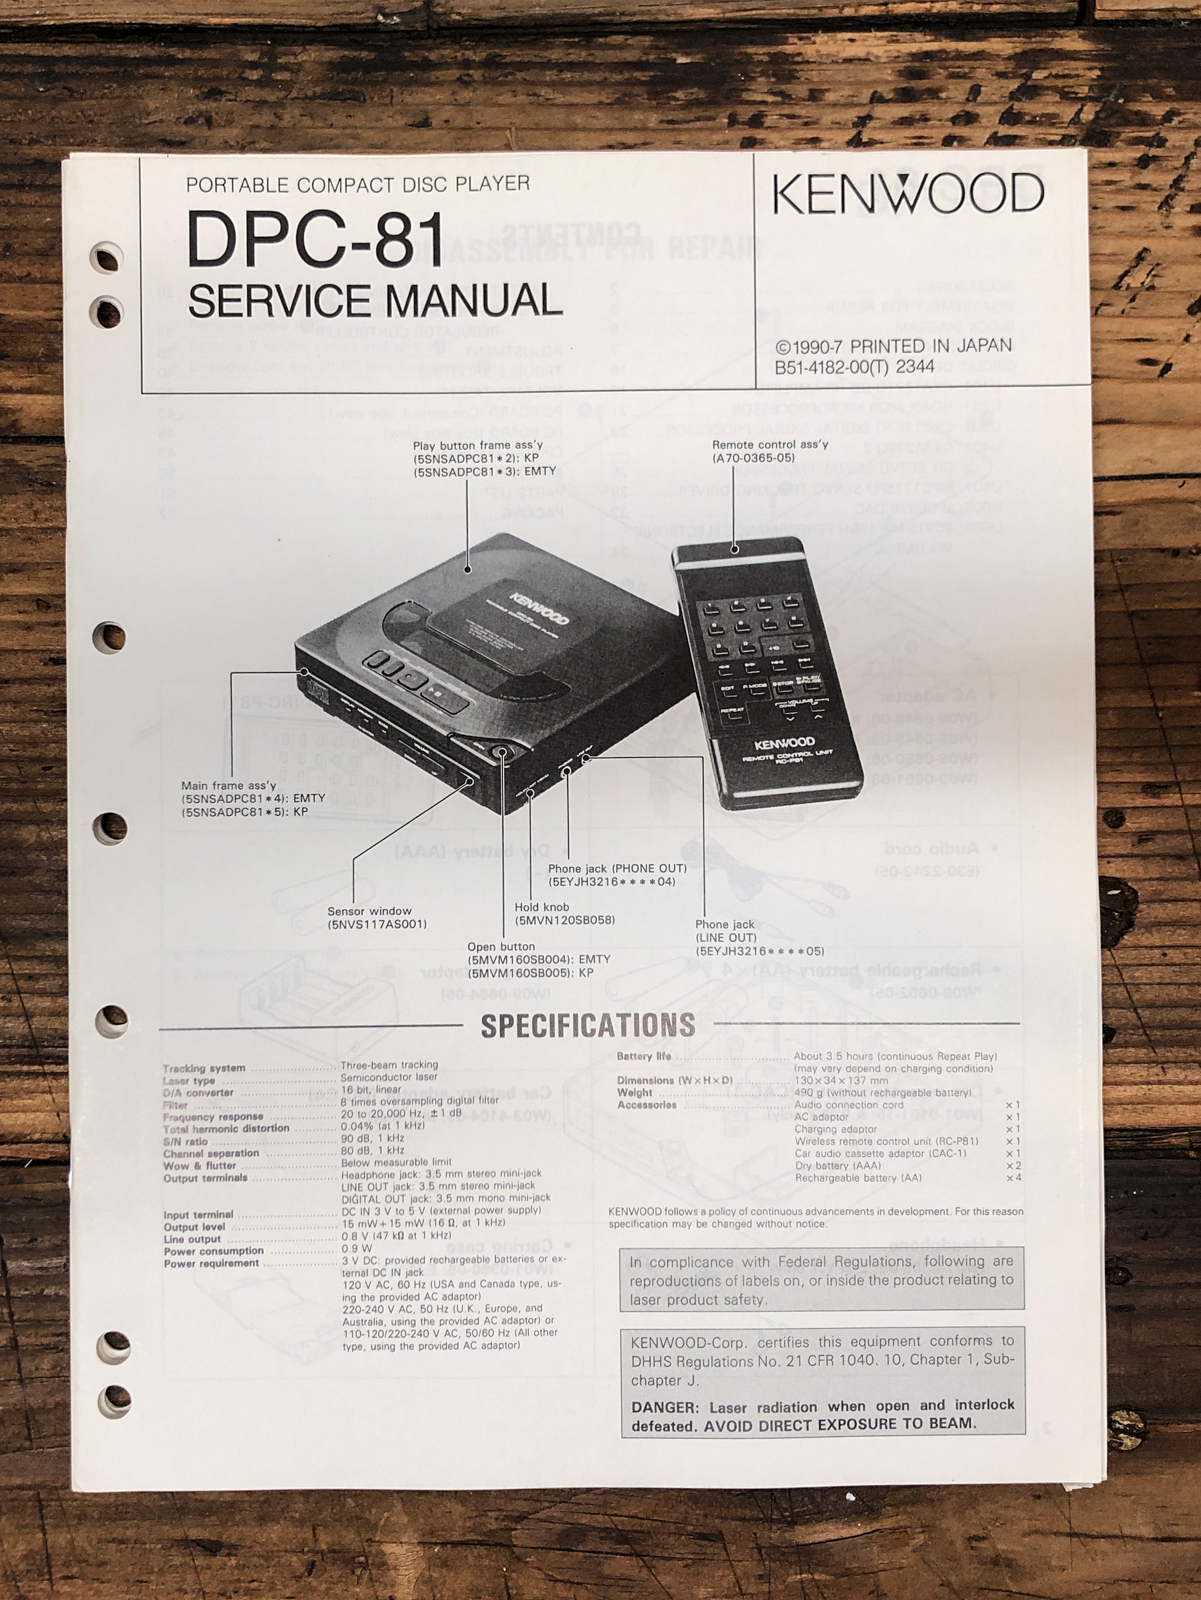 PORTABLE COMPACT DISC PLAYER
DPC-81
SERVICE MANUAL
KENWOOD
©1990-7 PRINTED IN JAPAN
B51-4182-00(T) 2344
Play button frame ass'y
(5SNSADPC81＊2): KP
(5SNSADPC81＊3): EMTY
Remote control ass'y
(A70-0365-05)
KENWOOD
PORTABLE COMPACT DISC PLAYER
EDIT P.MODE STOP
REPEAT
VOLUME
DOWN UP
KENWOOD
REMOTE CONTROL UNIT
RC-P81
Main frame ass'y
(5SNSADPC81＊4): EMTY
(5SNSADPC81＊5): KP
Phone jack (PHONE OUT)
(5EYJH3216＊＊＊＊04)
Sensor window
(5NVS117AS001)
Hold knob
(5MVN120SB058)
Phone jack
(LINE OUT)
(5EYJH3216＊＊＊＊05)
Open button
(5MVM160SB004): EMTY
(5MVM160SB005): KP
SPECIFICATIONS
Tracking system .......... Three-beam tracking
Laser type .......... Semiconductor laser
D/A converter .......... 16 bit, linear
Filter .......... 8 times oversampling digital filter
Frequency response .......... 20 to 20,000 Hz, ±1 dB
Total harmonic distortion .......... 0.04% (at 1 kHz)
S/N ratio .......... 90 dB, 1 kHz
Channel separation .......... 80 dB, 1 kHz
Wow & flutter .......... Below measurable limit
Output terminals .......... Headphone jack: 3.5 mm stereo mini-jack
LINE OUT jack: 3.5 mm stereo mini-jack
DIGITAL OUT jack: 3.5 mm mono mini-jack
Input terminal .......... DC IN 3 V to 5 V (external power supply)
Output level .......... 15 mW+15 mW (16 Ω, at 1 kHz)
Line output .......... 0.8 V (47 kΩ at 1 kHz)
Power consumption .......... 0.9 W
Power requirement .......... 3 V DC: provided rechargeable batteries or ex-
ternal DC IN jack
120 V AC, 60 Hz (USA and Canada type, us-
ing the provided AC adaptor)
220-240 V AC, 50 Hz (U.K., Europe, and
Australia, using the provided AC adaptor) or
110-120/220-240 V AC, 50/60 Hz (All other
type, using the provided AC adaptor)
Battery life .......... About 3.5 hours (continuous Repeat Play)
(may vary depend on charging condition)
Dimensions (W×H×D) .......... 130×34×137 mm
Weight .......... 490 g (without rechargeable battery)
Accessories .......... Audio connection cord ×1
AC adaptor ×1
Charging adaptor ×1
Wireless remote control unit (RC-P81) ×1
Car audio cassette adaptor (CAC-1) ×1
Dry battery (AAA) ×2
Rechargeable battery (AA) ×4
KENWOOD follows a policy of continuous advancements in development. For this reason
specification may be changed without notice.
In complicance with Federal Regulations, following are
reproductions of labels on, or inside the product relating to
laser product safety.
KENWOOD-Corp. certifies this equipment conforms to
DHHS Regulations No. 21 CFR 1040. 10, Chapter 1, Sub-
chapter J.
DANGER: Laser radiation when open and interlock
defeated. AVOID DIRECT EXPOSURE TO BEAM.